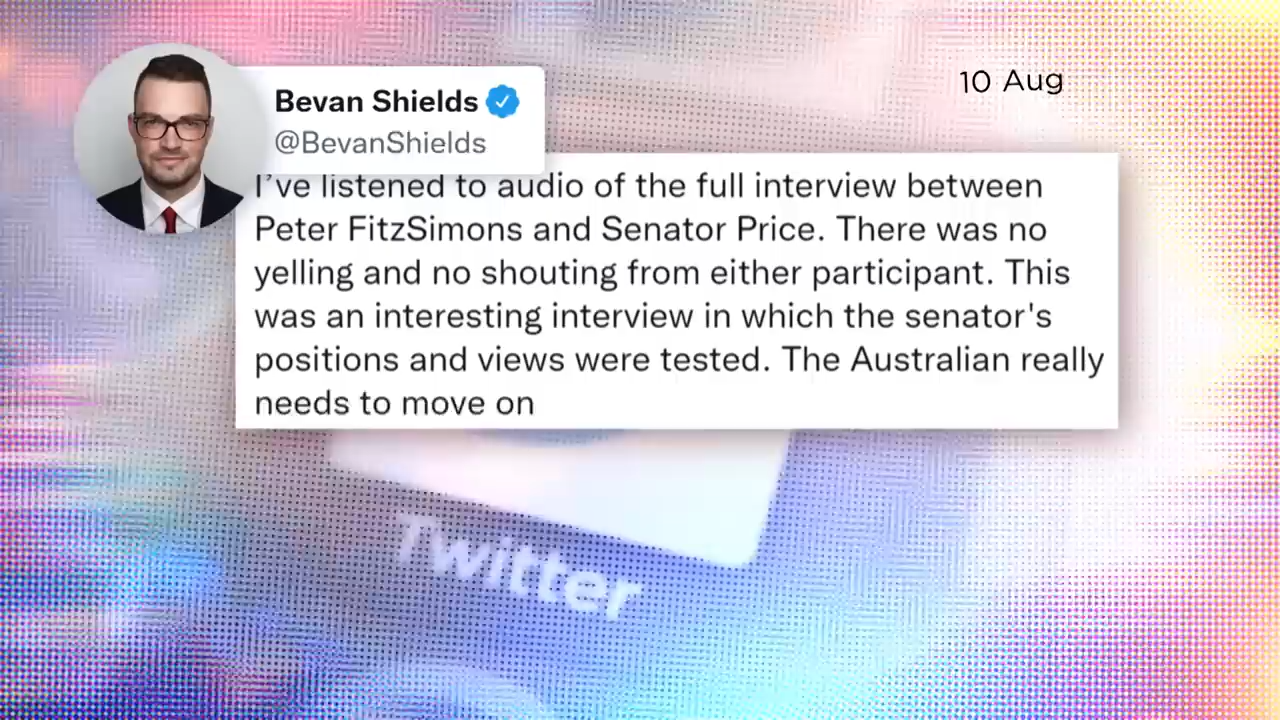 10 Aug
Bevan Shields
@BevanShields
I've listened to audio of the full interview between
Peter FitzSimons and Senator Price. There was no
yelling and no shouting from either participant. This
was an interesting interview in which the senator's
positions and views were tested. The Australian really
needs to move on
Twitter